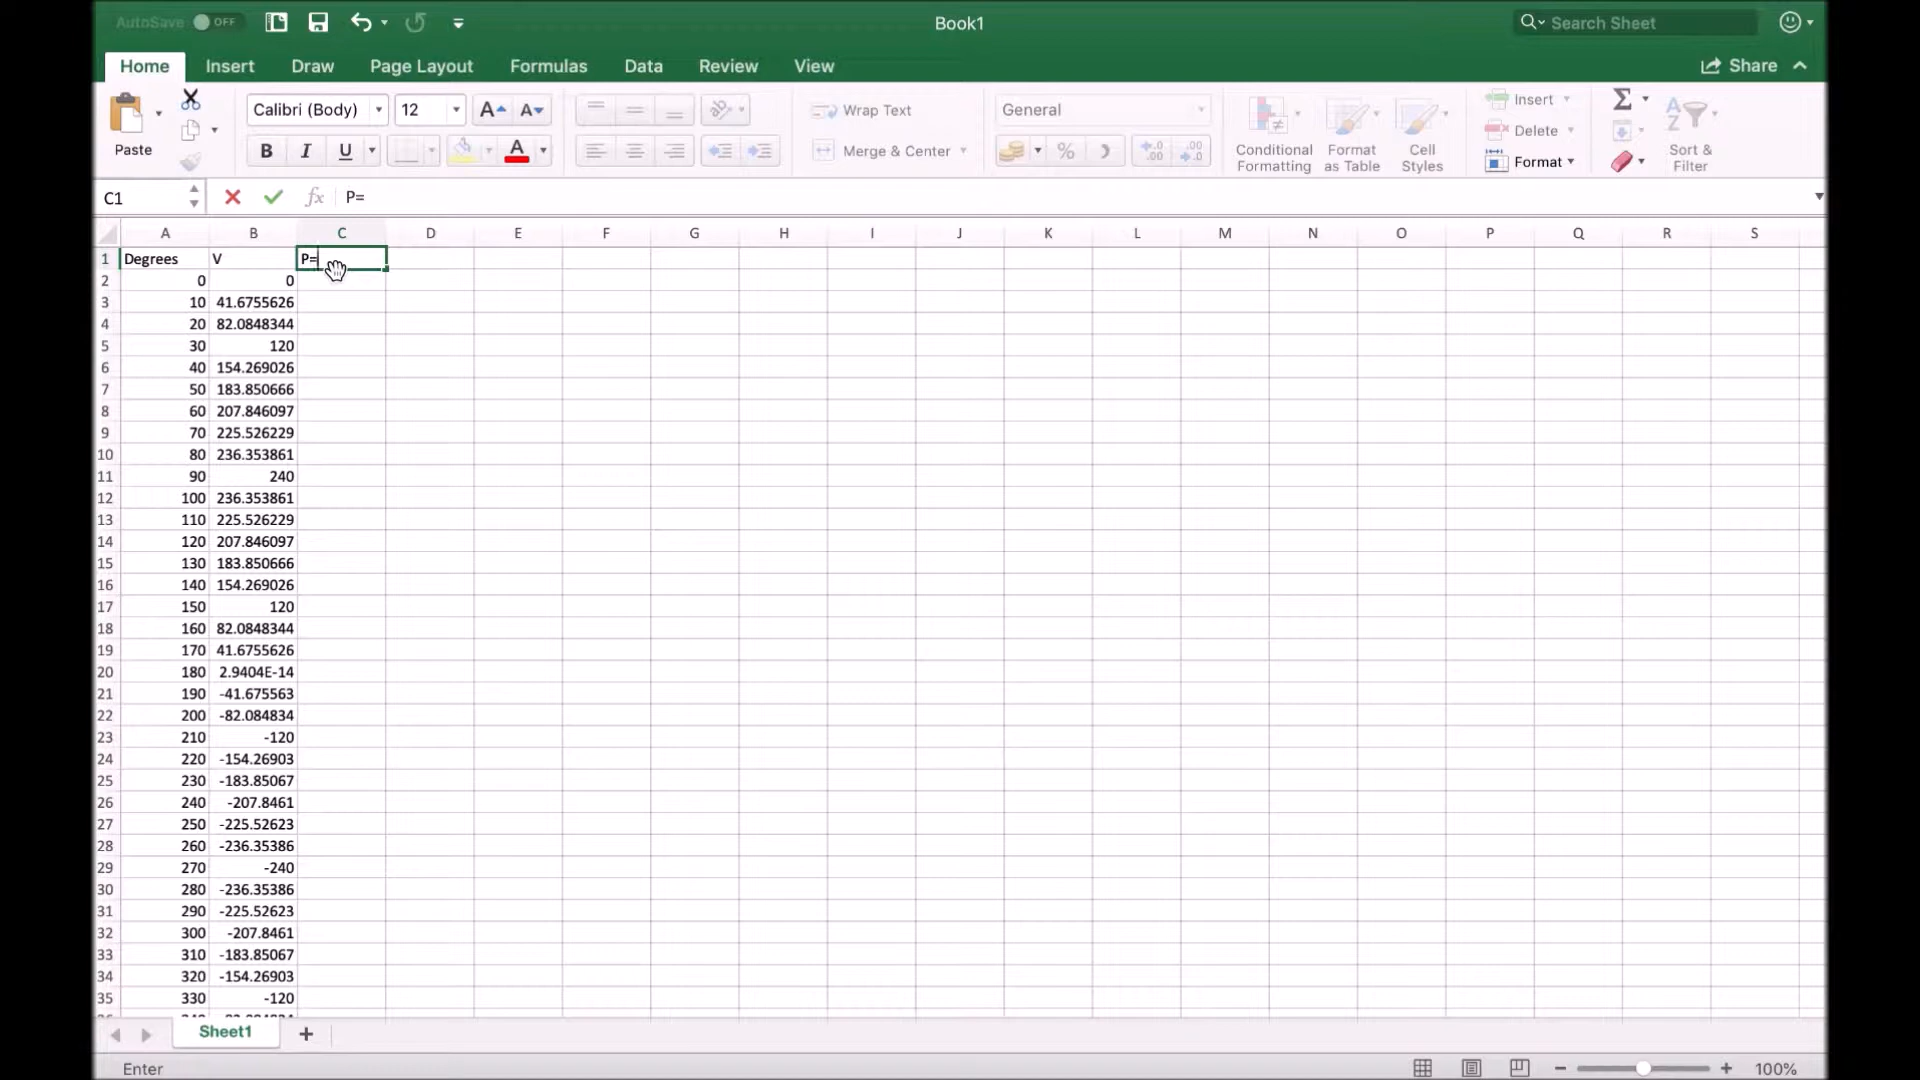 AutoSave OFF
Book1
Search Sheet
Home Insert Draw Page Layout Formulas Data Review View
Share
Paste
Calibri (Body) 12 A A
B I U A
Wrap Text
Merge & Center
General
%
.00 .00
Conditional Formatting
Format as Table
Cell Styles
Insert
Delete
Format
Σ
A Z
Sort & Filter
C1 fx P=
A B C D E F G H I J K L M N O P Q R S
1 Degrees V P=
2 0 0
3 10 41.6755626
4 20 82.0848344
5 30 120
6 40 154.269026
7 50 183.850666
8 60 207.846097
9 70 225.526229
10 80 236.353861
11 90 240
12 100 236.353861
13 110 225.526229
14 120 207.846097
15 130 183.850666
16 140 154.269026
17 150 120
18 160 82.0848344
19 170 41.6755626
20 180 2.9404E-14
21 190 -41.675563
22 200 -82.084834
23 210 -120
24 220 -154.26903
25 230 -183.85067
26 240 -207.8461
27 250 -225.52623
28 260 -236.35386
29 270 -240
30 280 -236.35386
31 290 -225.52623
32 300 -207.8461
33 310 -183.85067
34 320 -154.26903
35 330 -120
Sheet1 +
Enter
100%